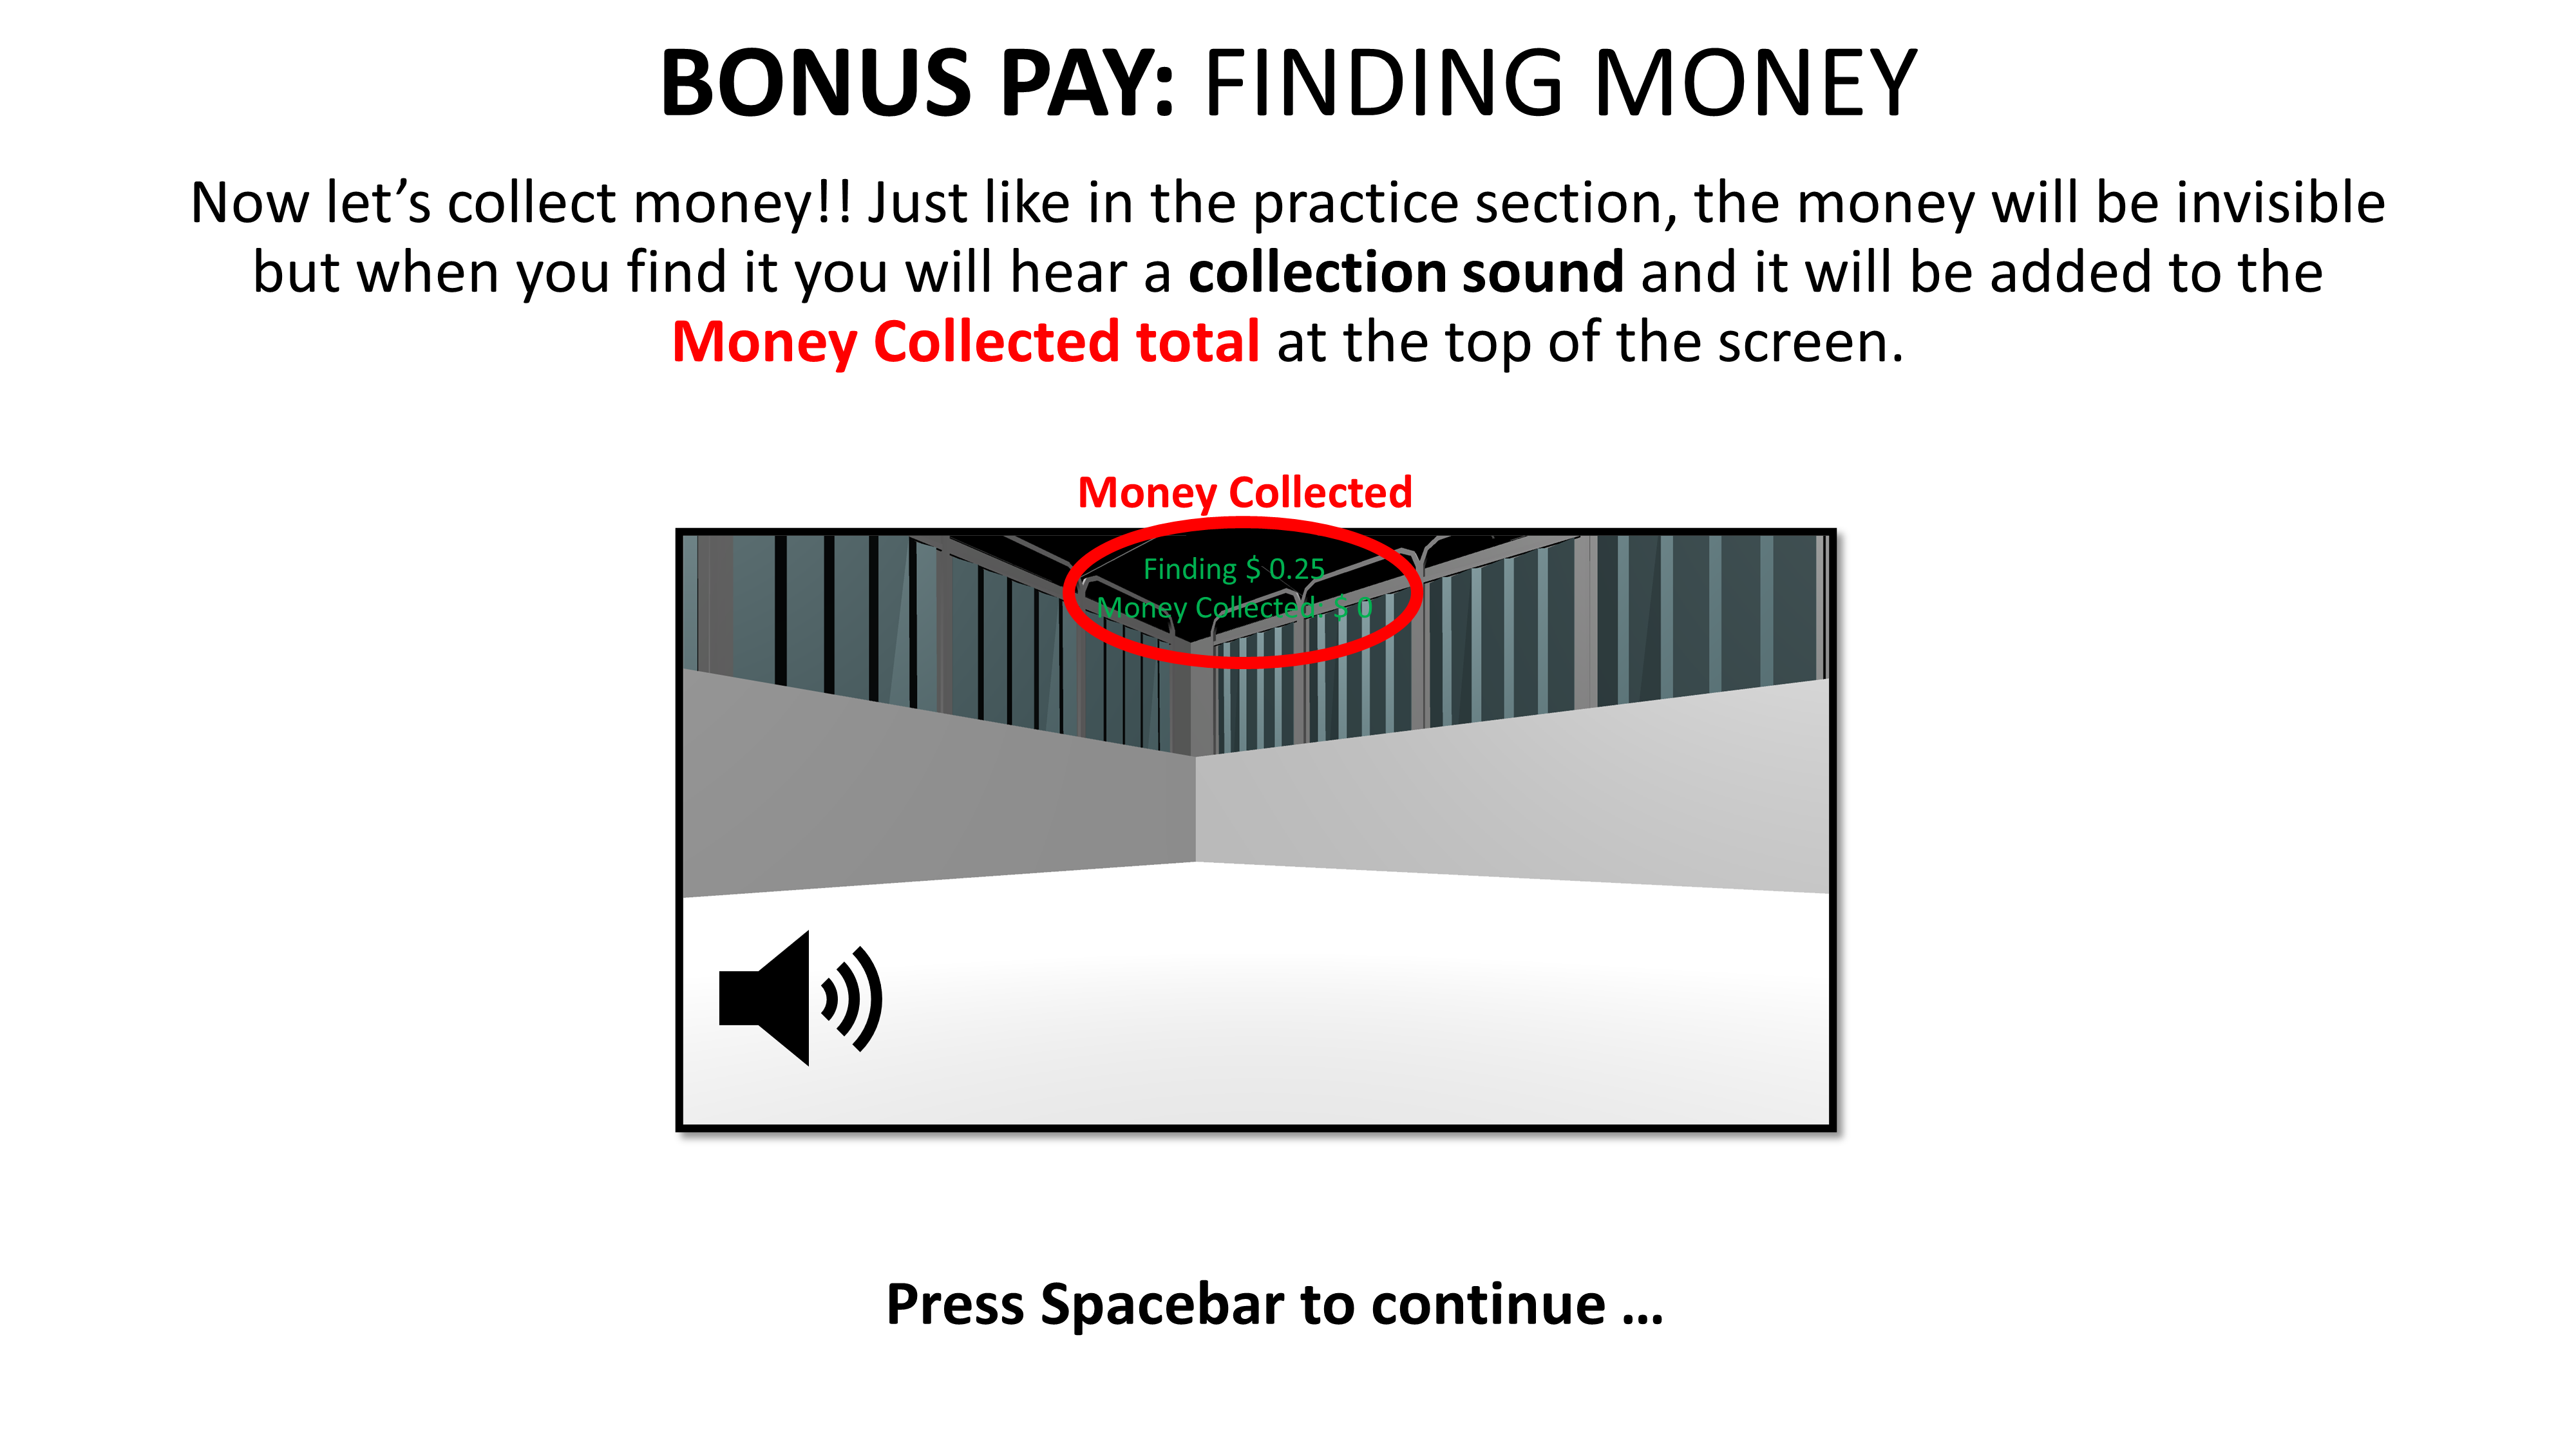 BONUS PAY: FINDING MONEY
Now let’s collect money!! Just like in the practice section, the money will be invisible
but when you find it you will hear a collection sound and it will be added to the
Money Collected total at the top of the screen.
Money Collected
Finding $ 0.25
Money Collected: $ 0
Press Spacebar to continue …